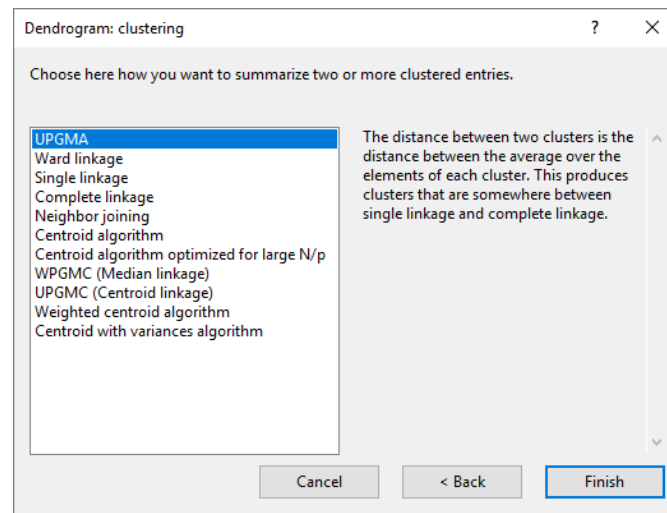 Dendrogram: clustering
?
Choose here how you want to summarize two or more clustered entries.
UPGMA
Ward linkage
Single linkage
Complete linkage
Neighbor joining
Centroid algorithm
Centroid algorithm optimized for large N/p
WPGMC (Median linkage)
UPGMC (Centroid linkage)
Weighted centroid algorithm
Centroid with variances algorithm
The distance between two clusters is the
distance between the average over the
elements of each cluster. This produces
clusters that are somewhere between
single linkage and complete linkage.
Cancel
< Back
Finish